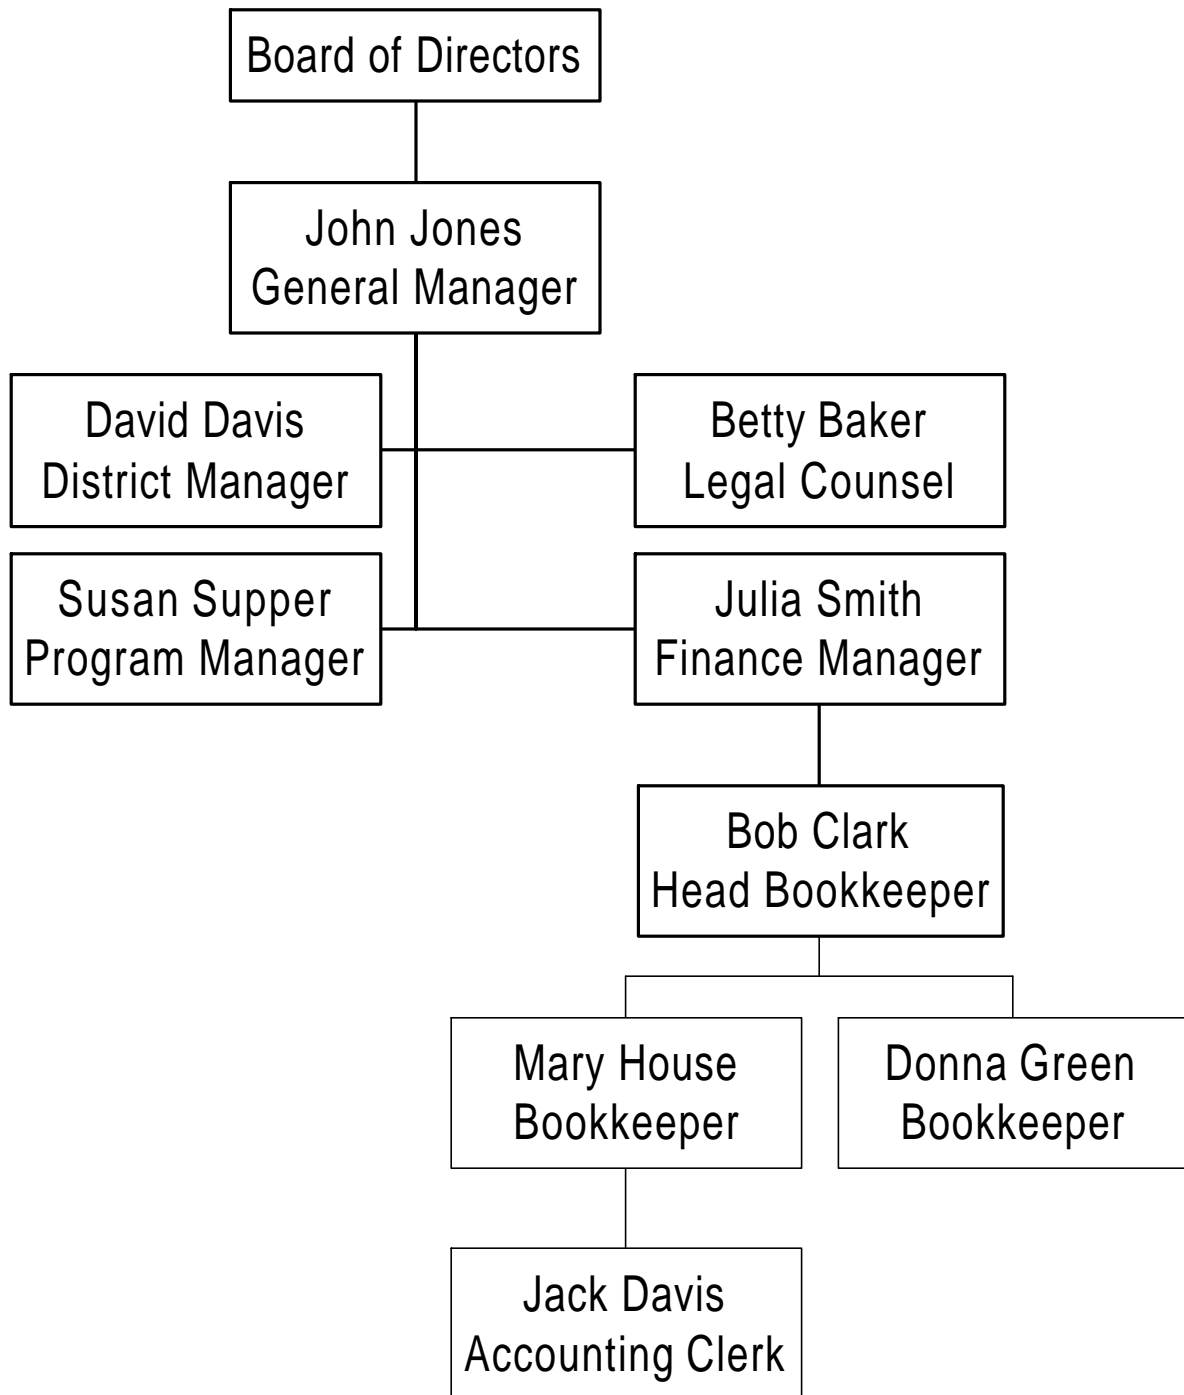 Board of Directors
John Jones
General Manager
David Davis
District Manager
Betty Baker
Legal Counsel
Susan Supper
Program Manager
Julia Smith
Finance Manager
Bob Clark
Head Bookkeeper
Mary House
Bookkeeper
Donna Green
Bookkeeper
Jack Davis
Accounting Clerk